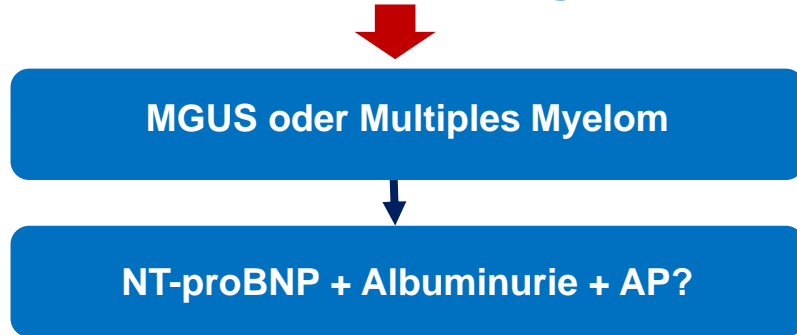 MGUS oder Multiples Myelom
NT-proBNP + Albuminurie + AP?